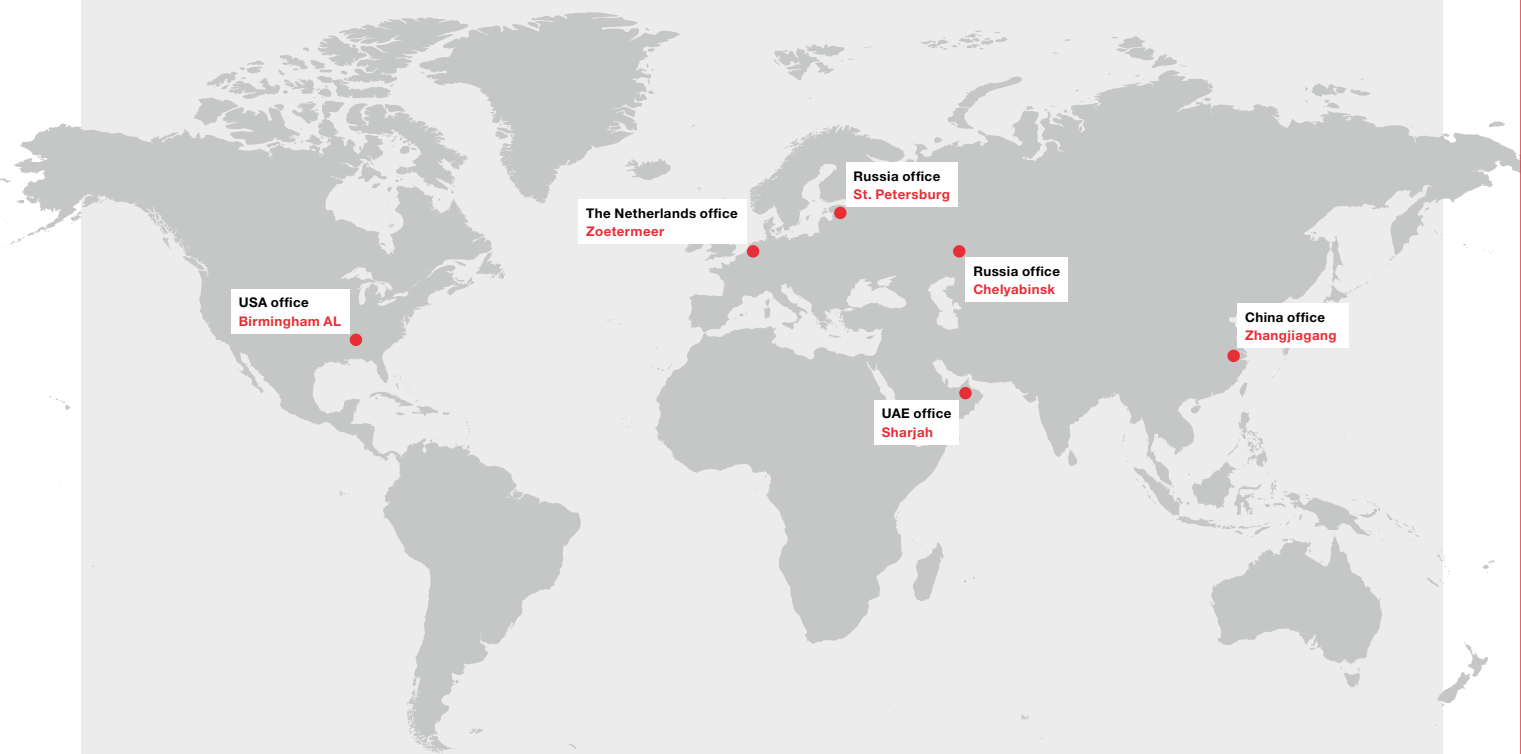 Russia office
St. Petersburg
The Netherlands office
Zoetermeer
Russia office
Chelyabinsk
USA office
Birmingham AL
China office
Zhangjiagang
UAE office
Sharjah